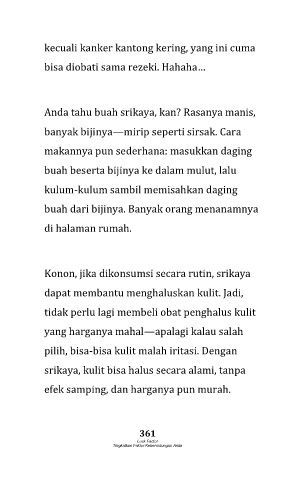 kecuali kanker kantong kering, yang ini cuma
bisa diobati sama rezeki. Hahaha…
Anda tahu buah srikaya, kan? Rasanya manis,
banyak bijinya—mirip seperti sirsak. Cara
makannya pun sederhana: masukkan daging
buah beserta bijinya ke dalam mulut, lalu
kulum-kulum sambil memisahkan daging
buah dari bijinya. Banyak orang menanamnya
di halaman rumah.
Konon, jika dikonsumsi secara rutin, srikaya
dapat membantu menghaluskan kulit. Jadi,
tidak perlu lagi membeli obat penghalus kulit
yang harganya mahal—apalagi kalau salah
pilih, bisa-bisa kulit malah iritasi. Dengan
srikaya, kulit bisa halus secara alami, tanpa
efek samping, dan harganya pun murah.
361
Luck Factor
Tingkatkan Faktor Keberuntungan Anda